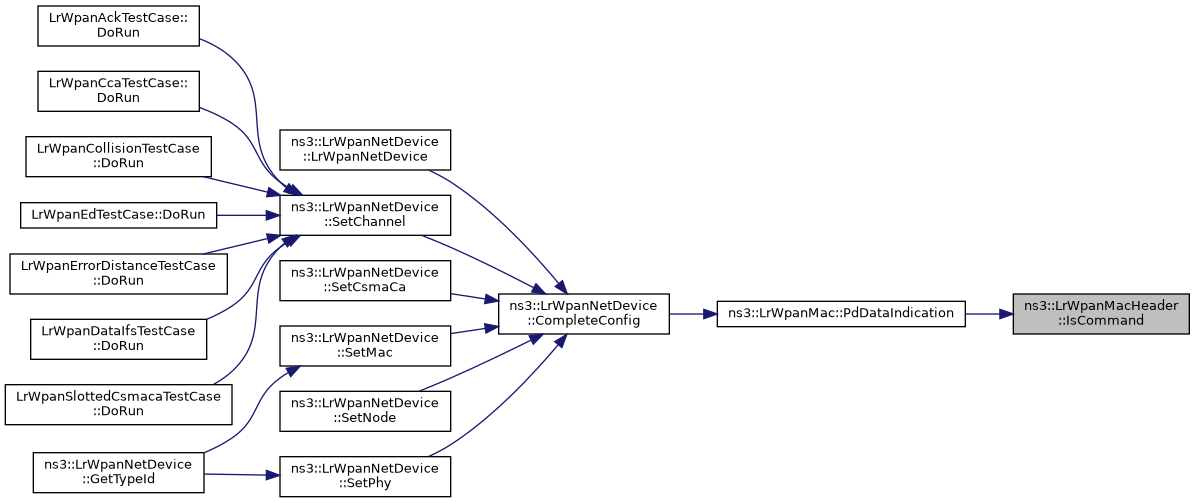 LrWpanAckTestCase::
DoRun
LrWpanCcaTestCase::
DoRun
LrWpanCollisionTestCase
::DoRun
LrWpanEdTestCase::DoRun
LrWpanErrorDistanceTestCase
::DoRun
LrWpanDataIfsTestCase
::DoRun
LrWpanSlottedCsmacaTestCase
::DoRun
ns3::LrWpanNetDevice
::GetTypeId
ns3::LrWpanNetDevice
::LrWpanNetDevice
ns3::LrWpanNetDevice
::SetChannel
ns3::LrWpanNetDevice
::SetCsmaCa
ns3::LrWpanNetDevice
::SetMac
ns3::LrWpanNetDevice
::SetNode
ns3::LrWpanNetDevice
::SetPhy
ns3::LrWpanNetDevice
::CompleteConfig
ns3::LrWpanMac::PdDataIndication
ns3::LrWpanMacHeader
::IsCommand